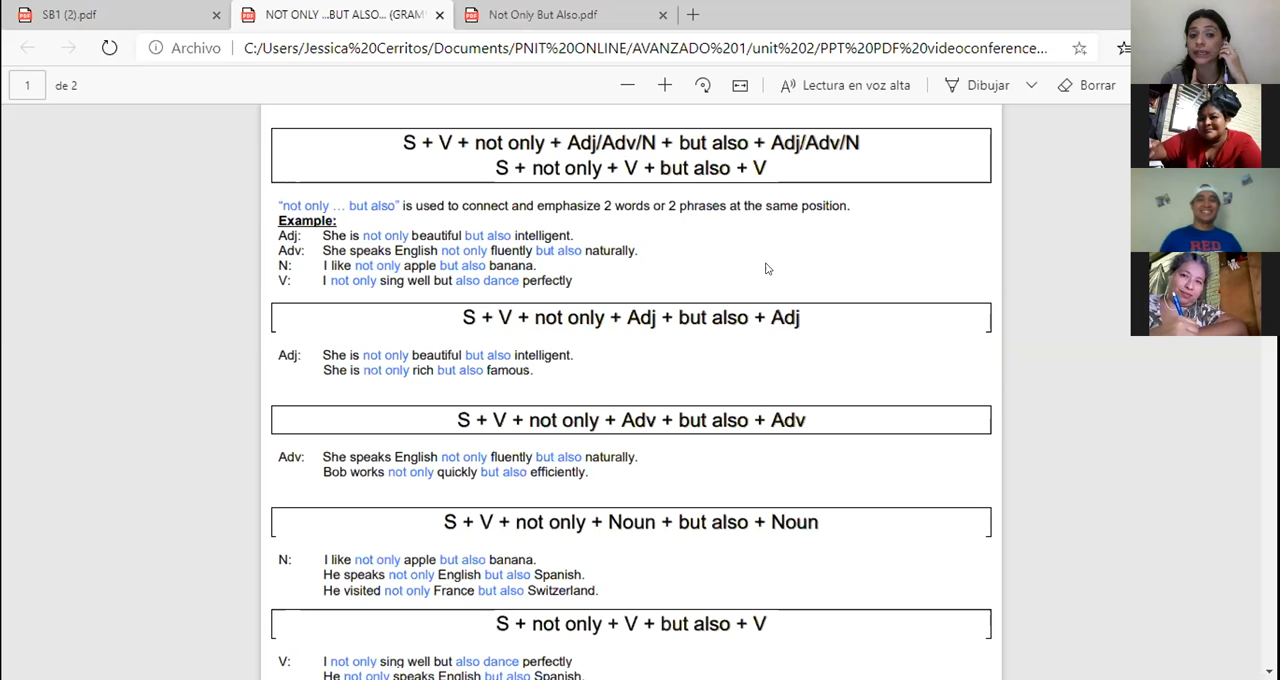 SB1 (2).pdf
NOT ONLY ...BUT ALSO... (GRAM
Not Only But Also.pdf
Archivo
C:/Users/Jessica%20Cerritos/Documents/PNIT%20ONLINE/AVANZADO%201/unit%202/PPT%20PDF%20videoconference...
1
de 2
Lectura en voz alta
Dibujar
Borrar
S + V + not only + Adj/Adv/N + but also + Adj/Adv/N
S + not only + V + but also + V
“not only ... but also” is used to connect and emphasize 2 words or 2 phrases at the same position.
Example:
Adj: She is not only beautiful but also intelligent.
Adv: She speaks English not only fluently but also naturally.
N: I like not only apple but also banana.
V: I not only sing well but also dance perfectly
S + V + not only + Adj + but also + Adj
Adj: She is not only beautiful but also intelligent.
She is not only rich but also famous.
S + V + not only + Adv + but also + Adv
Adv: She speaks English not only fluently but also naturally.
Bob works not only quickly but also efficiently.
S + V + not only + Noun + but also + Noun
N: I like not only apple but also banana.
He speaks not only English but also Spanish.
He visited not only France but also Switzerland.
S + not only + V + but also + V
V: I not only sing well but also dance perfectly
He not only speaks English but also Spanish.
RED